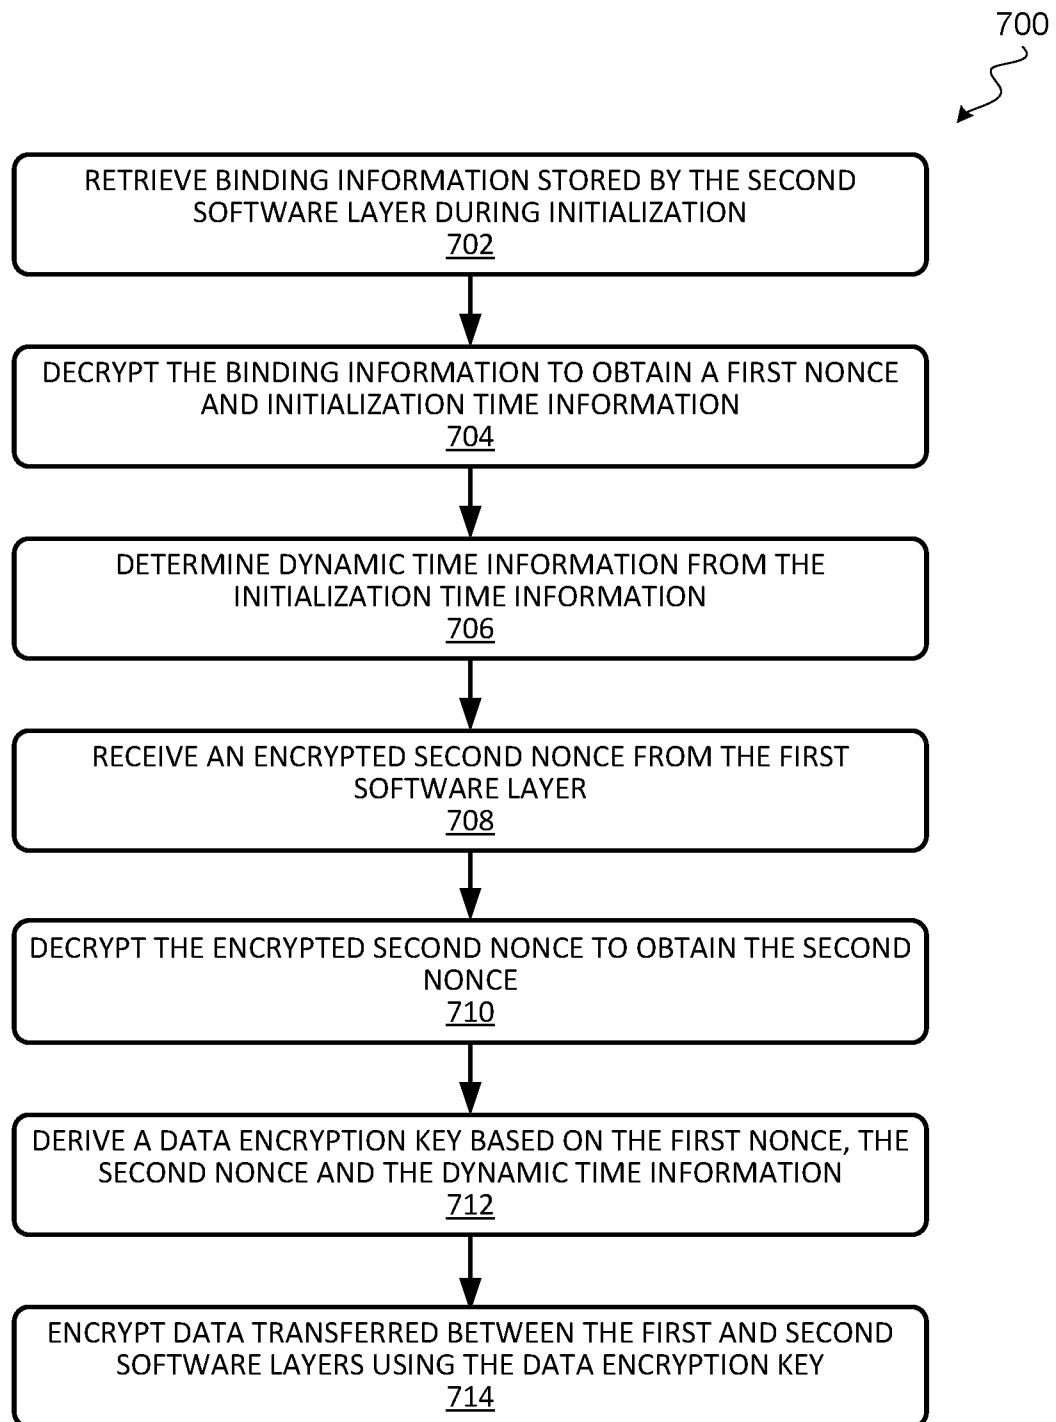 700
RETRIEVE BINDING INFORMATION STORED BY THE SECOND
SOFTWARE LAYER DURING INITIALIZATION
702
DECRYPT THE BINDING INFORMATION TO OBTAIN A FIRST NONCE
AND INITIALIZATION TIME INFORMATION
704
DETERMINE DYNAMIC TIME INFORMATION FROM THE
INITIALIZATION TIME INFORMATION
706
RECEIVE AN ENCRYPTED SECOND NONCE FROM THE FIRST
SOFTWARE LAYER
708
DECRYPT THE ENCRYPTED SECOND NONCE TO OBTAIN THE SECOND
NONCE
710
DERIVE A DATA ENCRYPTION KEY BASED ON THE FIRST NONCE, THE
SECOND NONCE AND THE DYNAMIC TIME INFORMATION
712
ENCRYPT DATA TRANSFERRED BETWEEN THE FIRST AND SECOND
SOFTWARE LAYERS USING THE DATA ENCRYPTION KEY
714